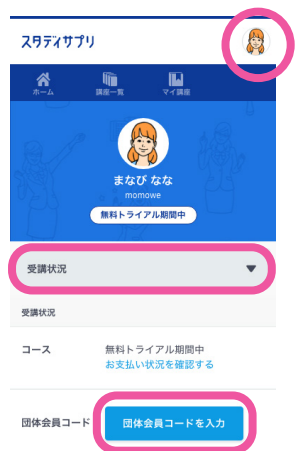 スタディサプリ
ホーム 講座一覧 マイ講座
まなび なな
momowe
無料トライアル期間中
受講状況 ▼
受講状況
コース 無料トライアル期間中
お支払い状況を確認する
団体会員コード 団体会員コードを入力